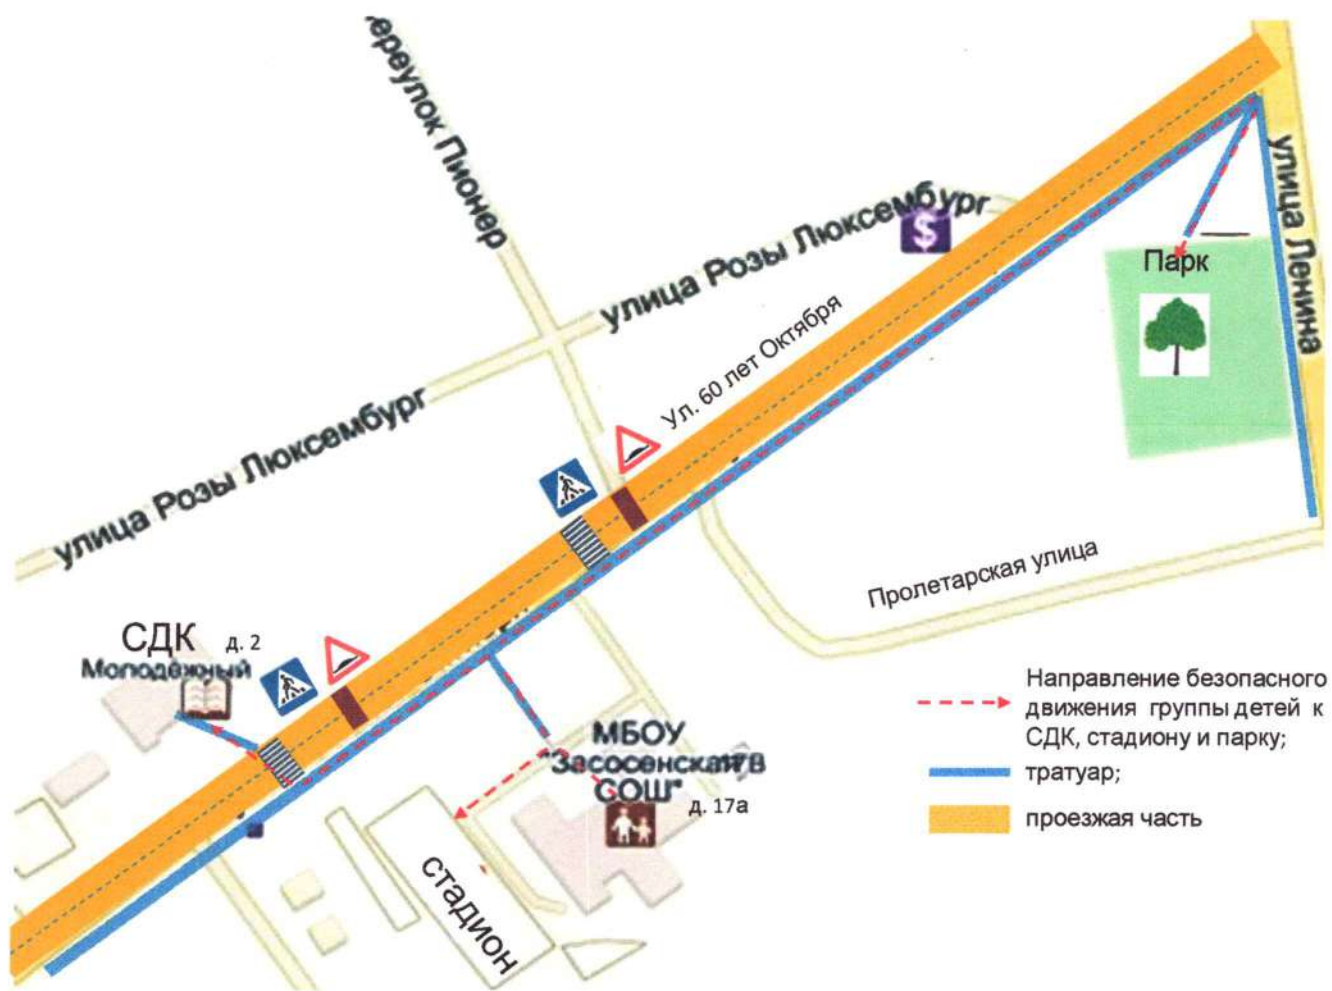 ереулок Пионер
улица Розы Люксембург
$
улица Ленина
Парк
Ул. 60 лет Октября
улица Розы Люксембург
Пролетарская улица
СДК д. 2
Молодёжный
МБОУ
"Засосенская
СОШ"
д. 17а
стадион
Направление безопасного
движения группы детей к
СДК, стадиону и парку;
тратуар;
проезжая часть